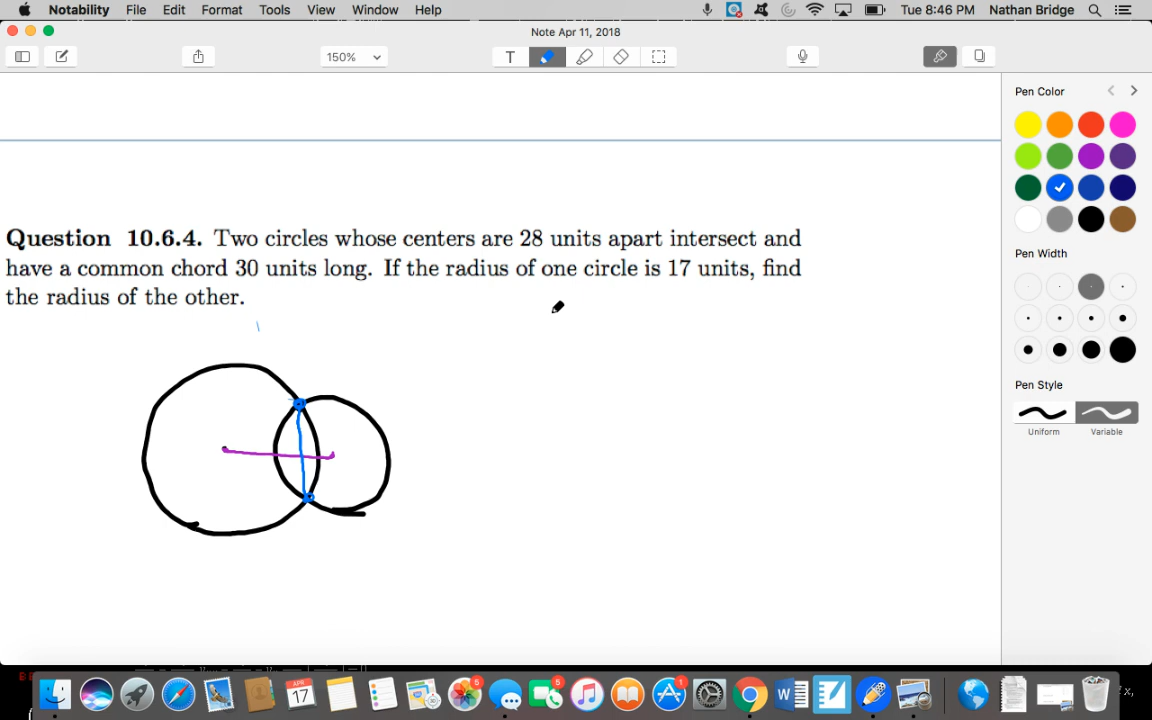 Notability File Edit Format View Tools Window Help Tue 8:46 PM Nathan Bridge
Note Apr 11, 2018
150% T
Pen Color
Question 10.6.4. Two circles whose centers are 28 units apart intersect and
have a common chord 30 units long. If the radius of one circle is 17 units, find
the radius of the other.
Pen Width
Pen Style
Uniform Variable
17